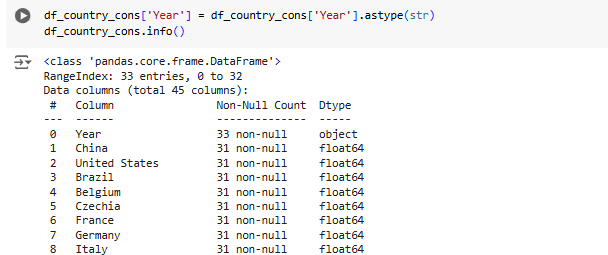 df_country_cons['Year'] = df_country_cons['Year'].astype(str)
df_country_cons.info()
<class 'pandas.core.frame.DataFrame'>
RangeIndex: 33 entries, 0 to 32
Data columns (total 45 columns):
 #   Column                Non-Null Count  Dtype
---  ------                --------------  -----
 0   Year                  33 non-null     object
 1   China                 31 non-null     float64
 2   United States         31 non-null     float64
 3   Brazil                31 non-null     float64
 4   Belgium               31 non-null     float64
 5   Czechia               31 non-null     float64
 6   France                31 non-null     float64
 7   Germany               31 non-null     float64
 8   Italy                 31 non-null     float64